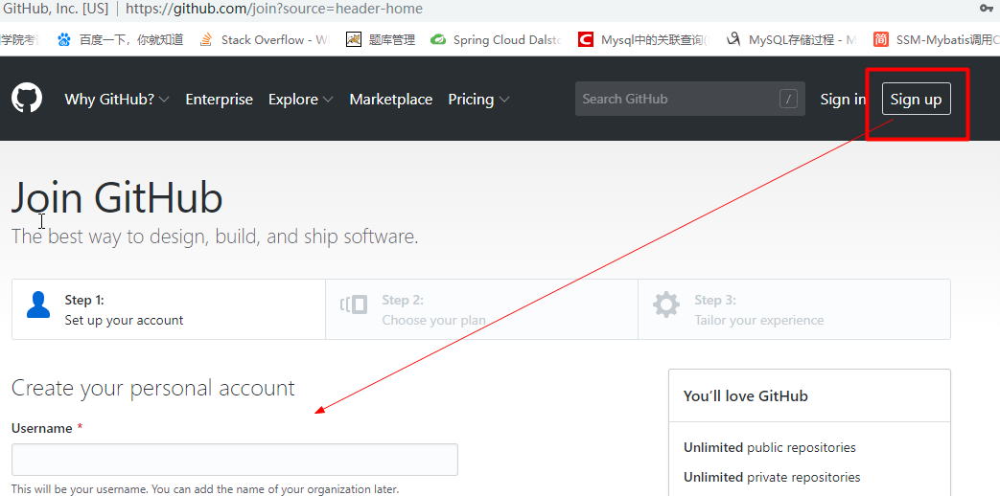 GitHub, Inc. [US] | https://github.com/join?source=header-home
百度一下，你就知道 Stack Overflow - 题库管理 Spring Cloud Dalst Mysql中的关联查询( MySQL存储过程 - SSM-Mybatis调用
Why GitHub? Enterprise Explore Marketplace Pricing Search GitHub / Sign in Sign up
Join GitHub
The best way to design, build, and ship software.
Step 1:
Set up your account
Step 2:
Choose your plan
Step 3:
Tailor your experience
Create your personal account
Username *
This will be your username. You can add the name of your organization later.
You’ll love GitHub
Unlimited public repositories
Unlimited private repositories